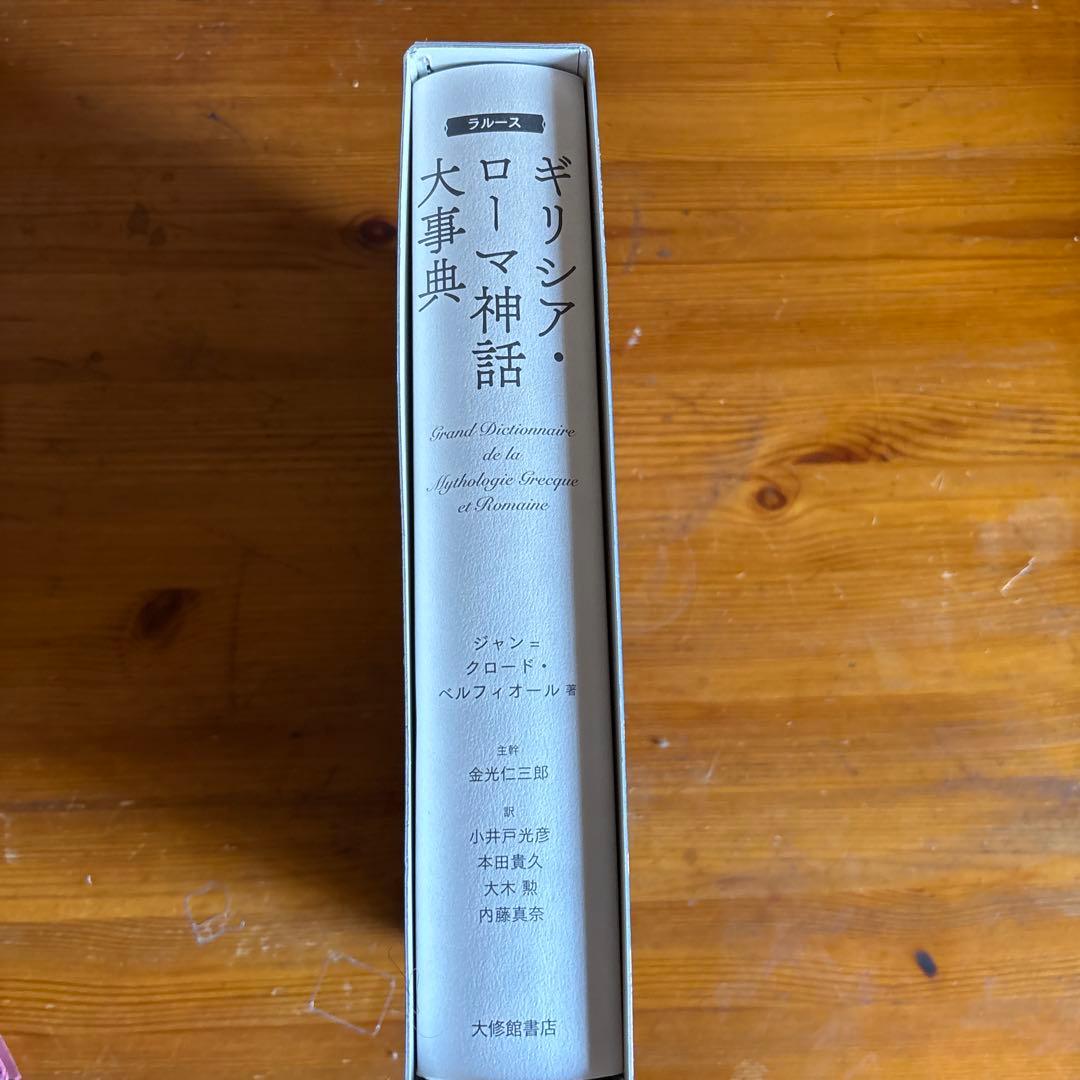 ラルース
ギリシア・
ローマ神話
大事典
Grand Dictionnaire
de la
Mythologie Grecque
et Romaine
ジャン=
クロード・
ベルフィオール 著
主幹
金光仁三郎
訳
小井戸光彦
本田貴久
大木 勲
内藤真奈
大修館書店